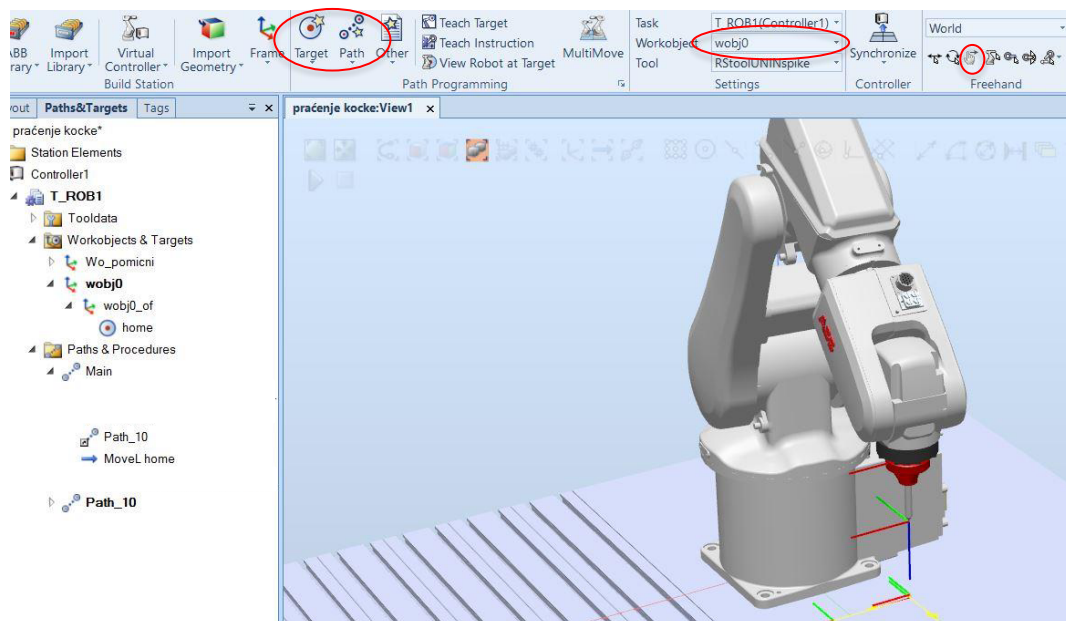 Target
Path
Other
Teach Target
Teach Instruction
View Robot at Target
MultiMove
Task
T_ROB1(Controller1)
Workobject
wobj0
Tool
RStoolUNINspike
Synchronize
World
ABB
Library
Import
Library
Virtual
Controller
Import
Geometry
Frame
Build Station
Path Programming
Settings
Controller
Freehand
Paths&Targets
Tags
praćenje kocke:View1
praćenje kocke*
Station Elements
Controller1
T_ROB1
Tooldata
Workobjects & Targets
Wo_pomicni
wobj0
wobj0_of
home
Paths & Procedures
Main
Path_10
MoveL home
Path_10